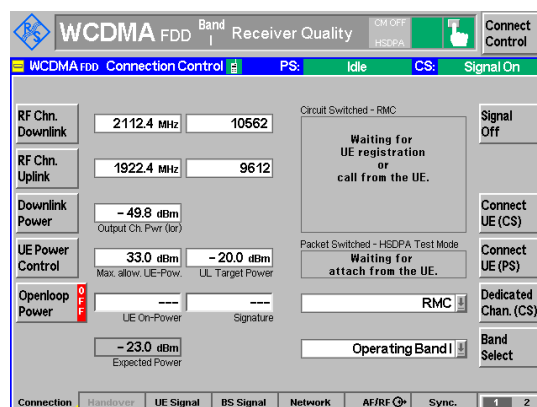 R&S
WCDMA FDD Band I Receiver Quality
CM OFF
HSDPA
Connect Control
WCDMA FDD Connection Control PS: Idle CS: Signal On
RF Chn. Downlink
2112.4 MHz 10562
Circuit Switched - RMC
Waiting for
UE registration
or
call from the UE.
Signal Off
RF Chn. Uplink
1922.4 MHz 9612
Downlink Power
– 49.8 dBm
Output Ch. Pwr (Ior)
Connect UE (CS)
UE Power Control
33.0 dBm – 20.0 dBm
Max. allow. UE-Pow. UL Target Power
Packet Switched - HSDPA Test Mode
Waiting for
attach from the UE.
Connect UE (PS)
Openloop Power
OFF
--- ---
UE On-Power Signature
RMC
Dedicated Chan. (CS)
– 23.0 dBm
Expected Power
Operating Band I
Band Select
Connection Handover UE Signal BS Signal Network AF/RF Sync. 1 2